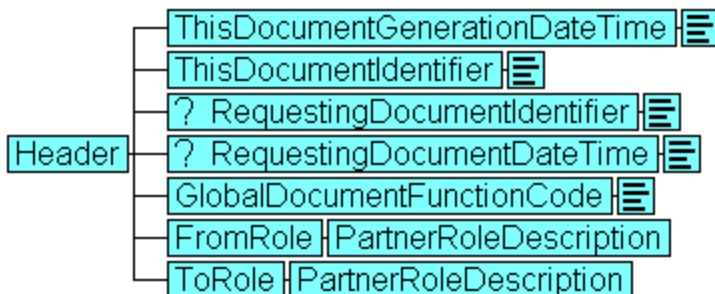 ThisDocumentGenerationDateTime
ThisDocumentIdentifier
? RequestingDocumentIdentifier
Header
? RequestingDocumentDateTime
GlobalDocumentFunctionCode
FromRole PartnerRoleDescription
ToRole PartnerRoleDescription